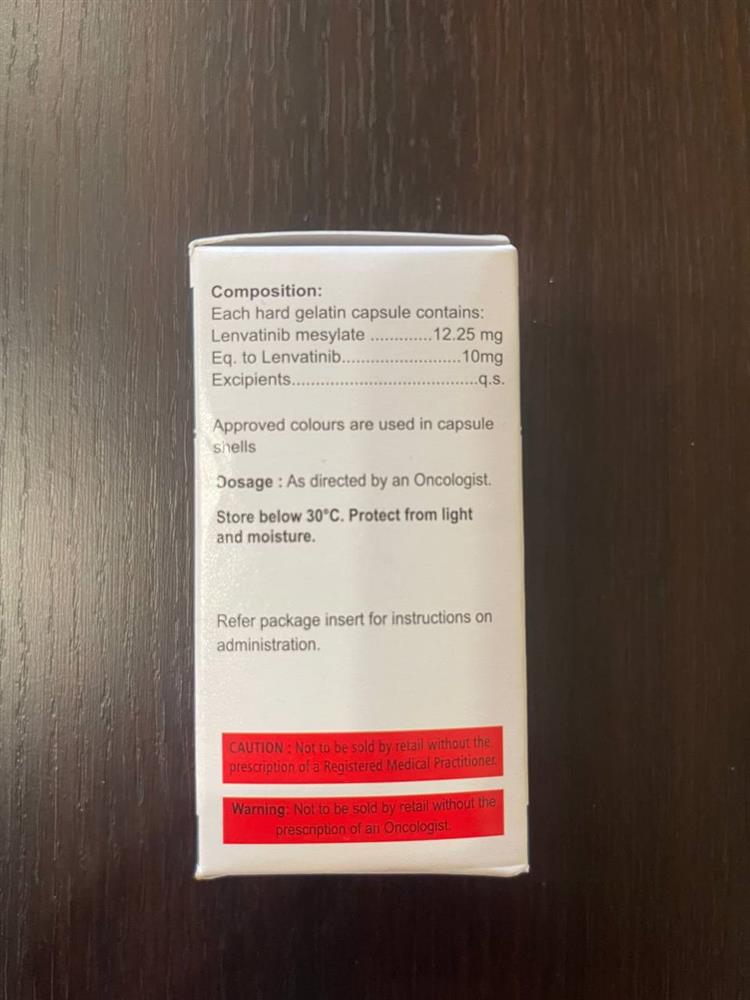 Composition:
Each hard gelatin capsule contains:
Lenvatinib mesylate .............12.25 mg
Eq. to Lenvatinib.........................10mg
Excipients.......................................q.s.
Approved colours are used in capsule
shells
Dosage : As directed by an Oncologist.
Store below 30°C. Protect from light
and moisture.
Refer package insert for instructions on
administration.
CAUTION : Not to be sold by retail without the
prescription of a Registered Medical Practitioner.
Warning: Not to be sold by retail without the
prescription of an Oncologist.